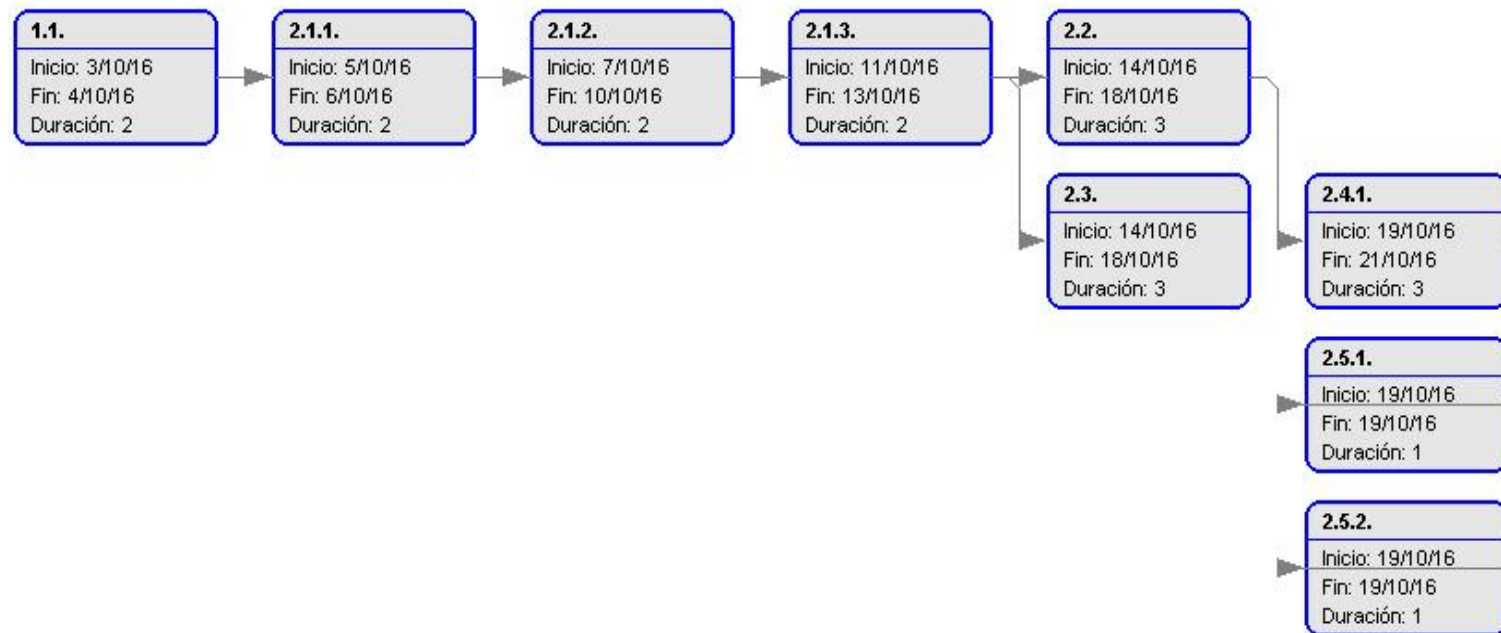 1.1.
Inicio: 3/10/16
Fin: 4/10/16
Duración: 2
2.1.1.
Inicio: 5/10/16
Fin: 6/10/16
Duración: 2
2.1.2.
Inicio: 7/10/16
Fin: 10/10/16
Duración: 2
2.1.3.
Inicio: 11/10/16
Fin: 13/10/16
Duración: 2
2.2.
Inicio: 14/10/16
Fin: 18/10/16
Duración: 3
2.3.
Inicio: 14/10/16
Fin: 18/10/16
Duración: 3
2.4.1.
Inicio: 19/10/16
Fin: 21/10/16
Duración: 3
2.5.1.
Inicio: 19/10/16
Fin: 19/10/16
Duración: 1
2.5.2.
Inicio: 19/10/16
Fin: 19/10/16
Duración: 1